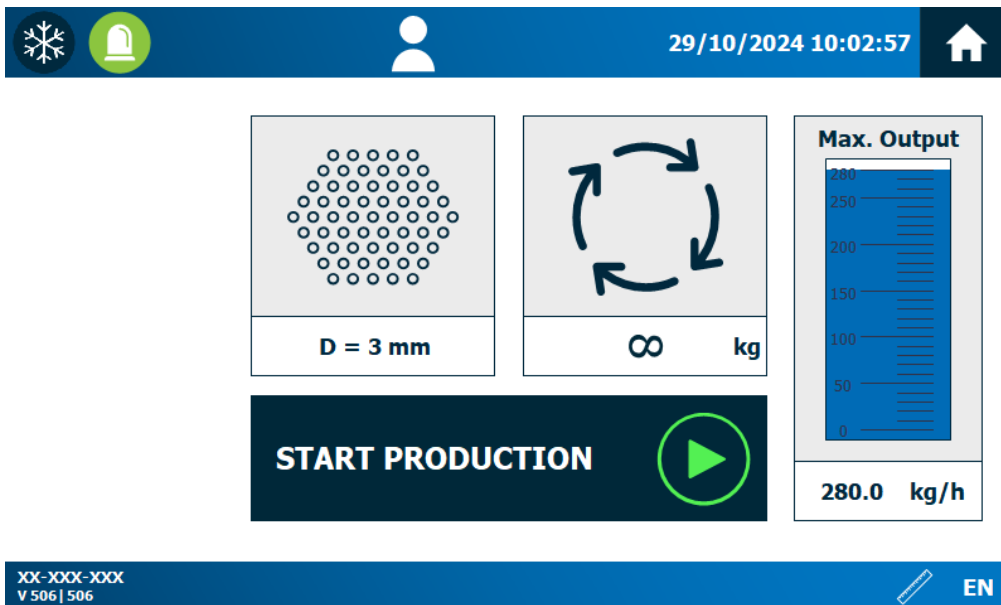 29/10/2024 10:02:57
D = 3 mm
∞ kg
START PRODUCTION
Max. Output
280
250
200
150
100
50
0
280.0 kg/h
XX-XXX-XXX
V 506 | 506
EN